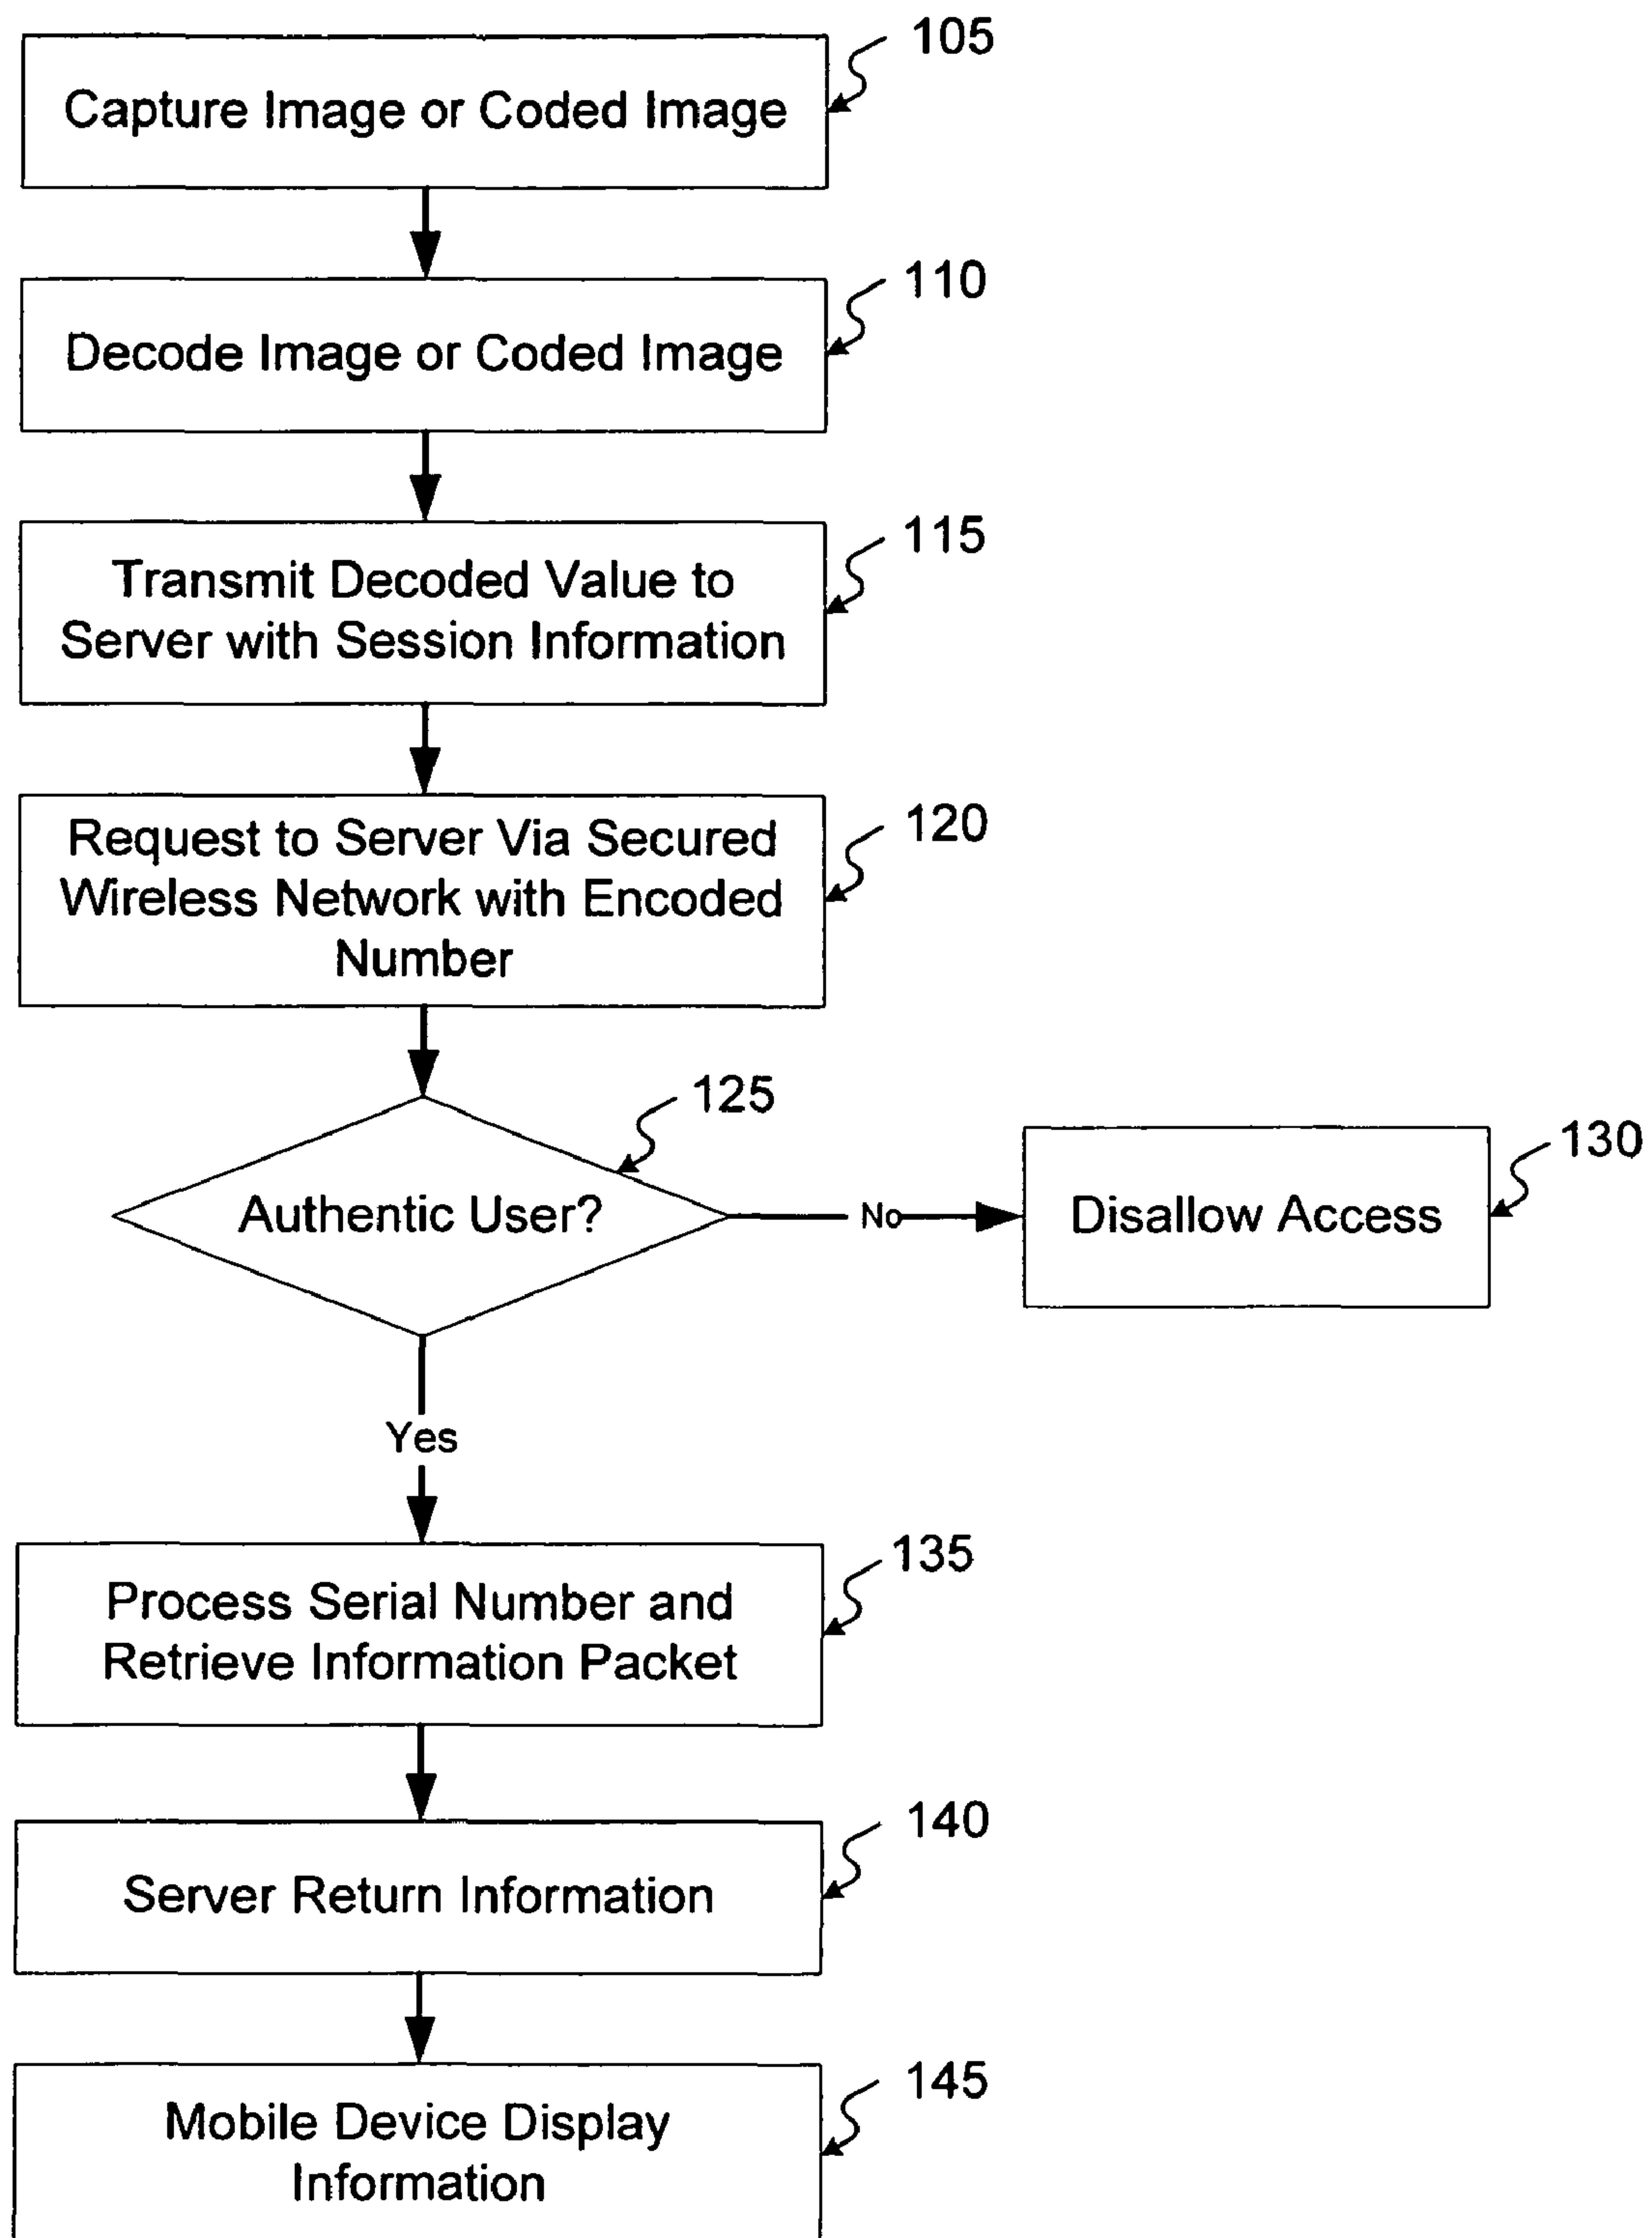 105
Capture Image or Coded Image
110
Decode Image or Coded Image
115
Transmit Decoded Value to
Server with Session Information
120
Request to Server Via Secured
Wireless Network with Encoded
Number
125
Authentic User?
No
130
Disallow Access
Yes
135
Process Serial Number and
Retrieve Information Packet
140
Server Return Information
145
Mobile Device Display
Information